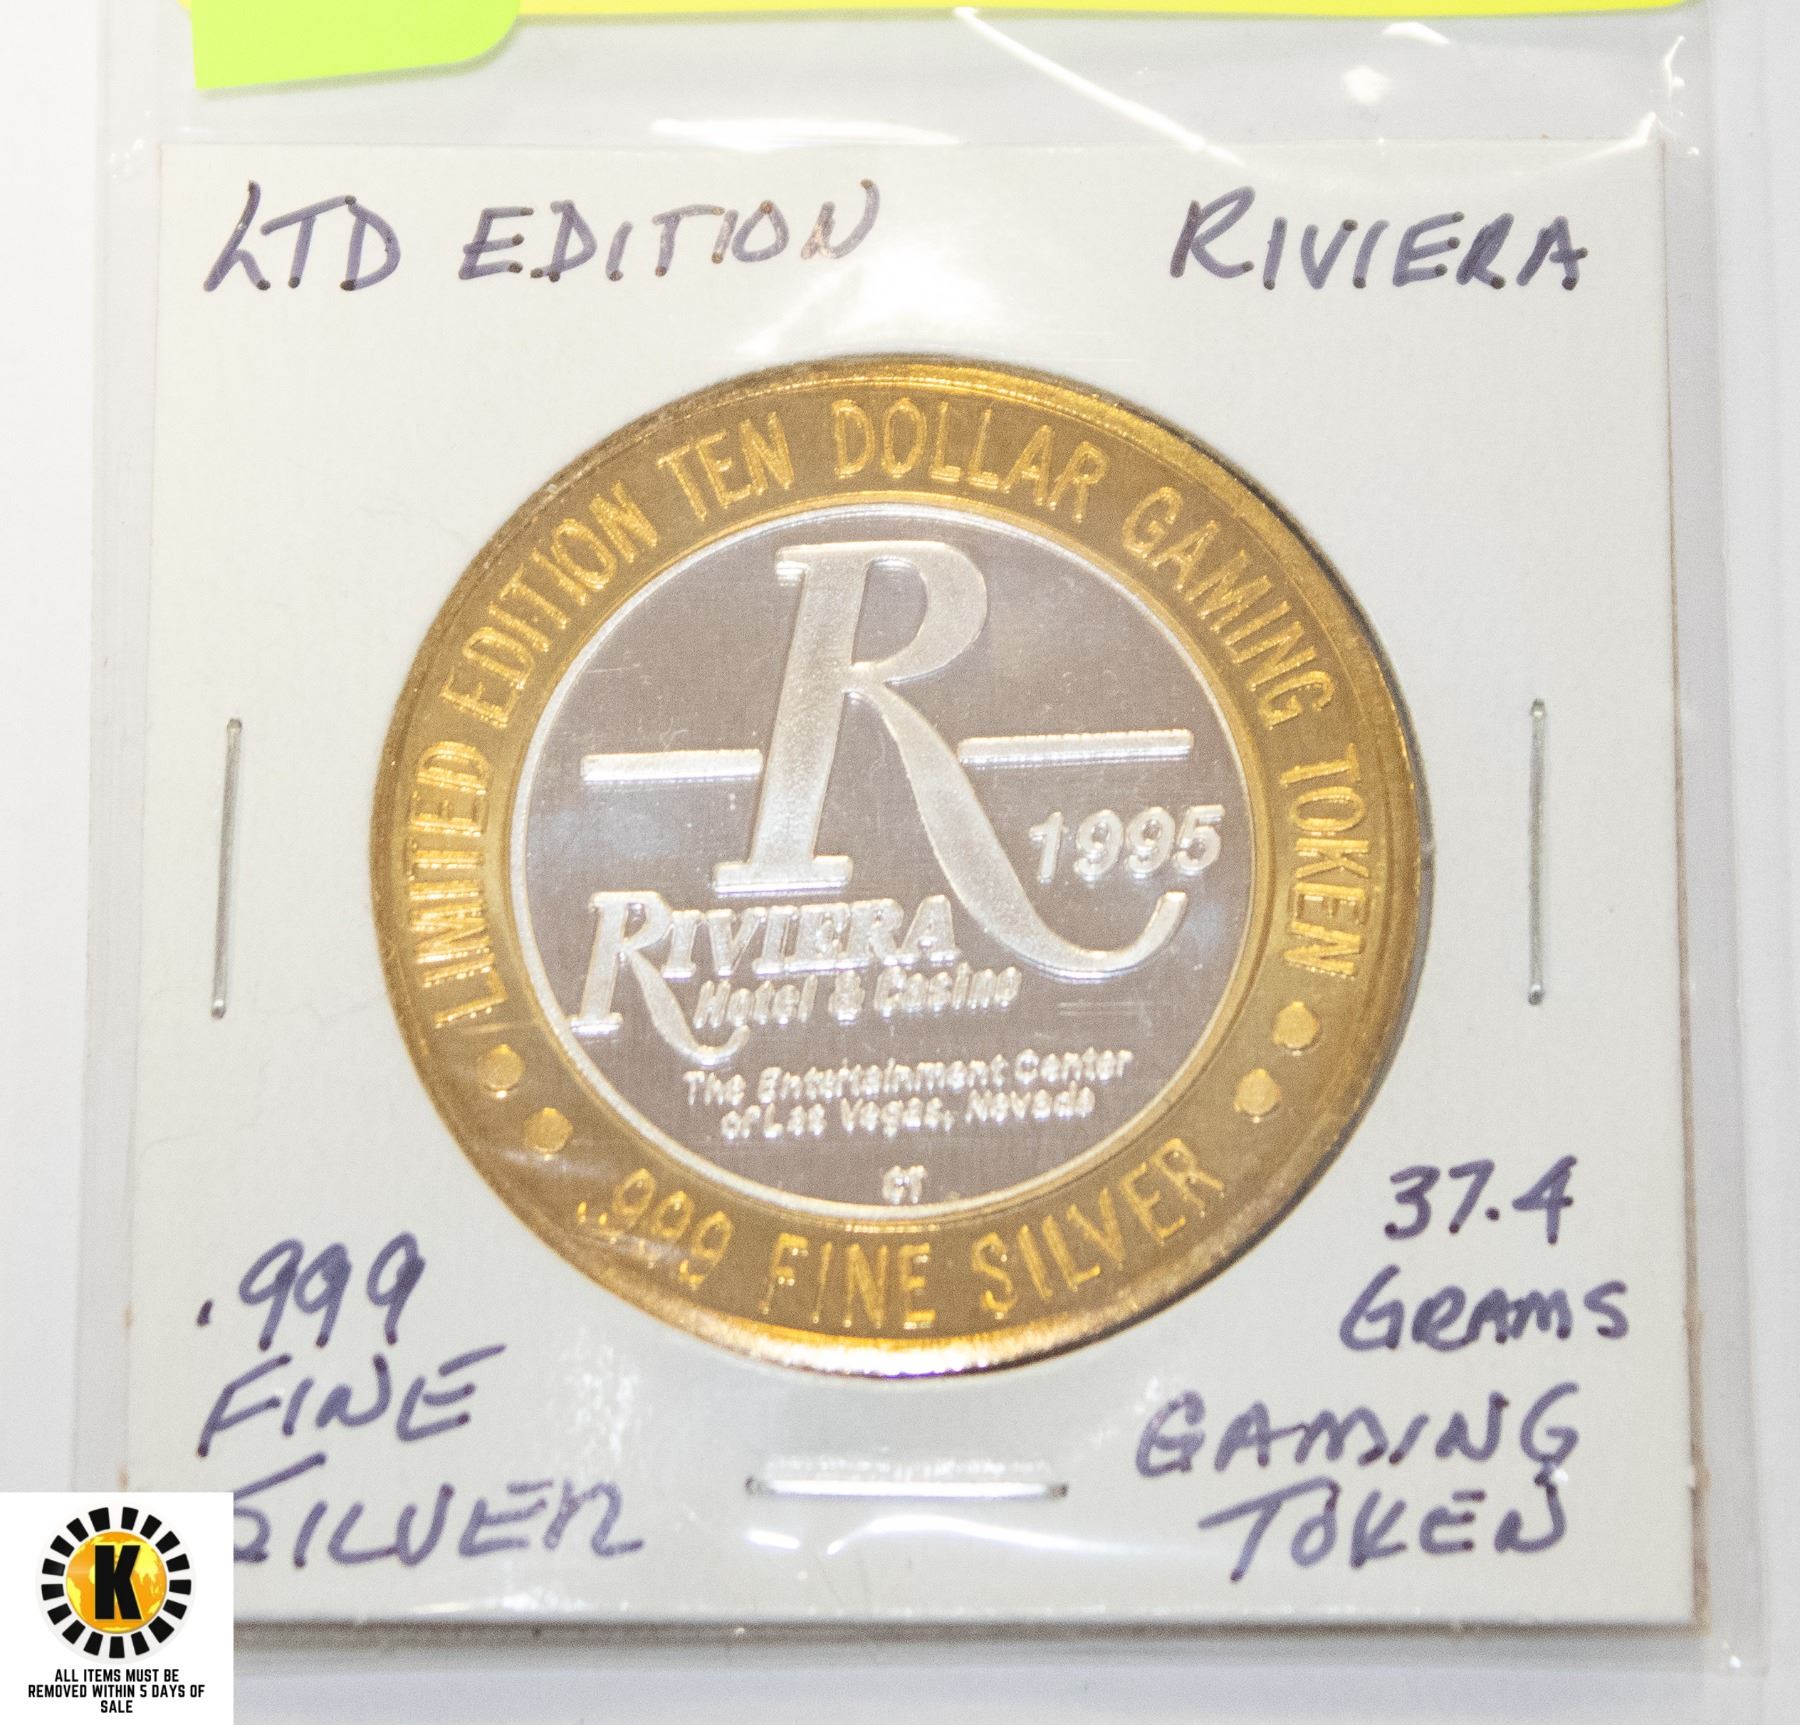 LTD EDITION RIVIERA
LIMITED EDITION TEN DOLLAR GAMING TOKEN
R
1995
RIVIERA
Hotel & Casino
The Entertainment Center
of Las Vegas, Nevada
CT
.999 FINE SILVER
.999
FINE
SILVER
37.4
GRAMS
GAMING
TOKEN
K
ALL ITEMS MUST BE
REMOVED WITHIN 5 DAYS OF
SALE